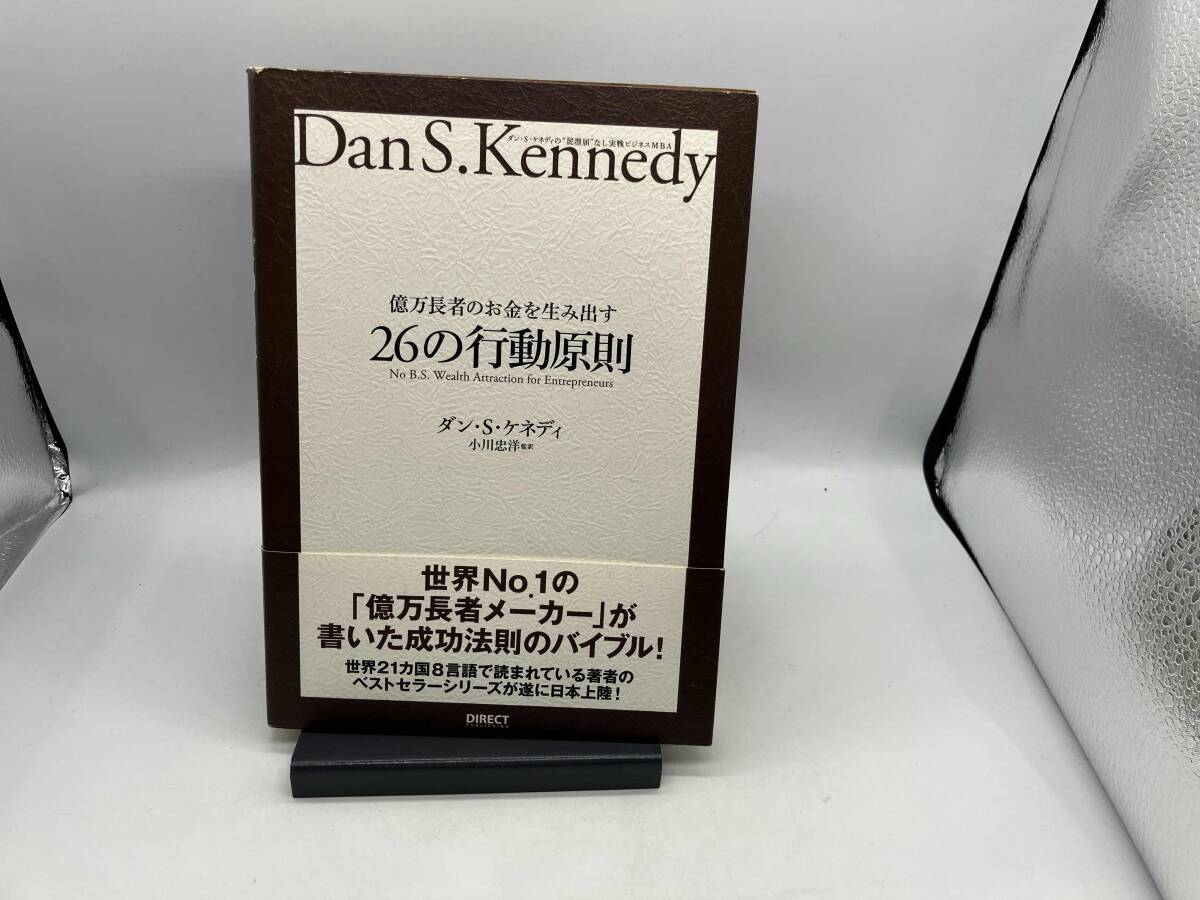 Dan S. Kennedy
ダン・S・ケネディの"屁理屈"なし実戦ビジネスMBA
億万長者のお金を生み出す
26の行動原則
No B.S. Wealth Attraction for Entrepreneurs
ダン・S・ケネディ
小川忠洋 監訳
世界No.1の
「億万長者メーカー」が
書いた成功法則のバイブル!
世界21カ国8言語で読まれている著者の
ベストセラーシリーズが遂に日本上陸!
DIRECT
PUBLISHING